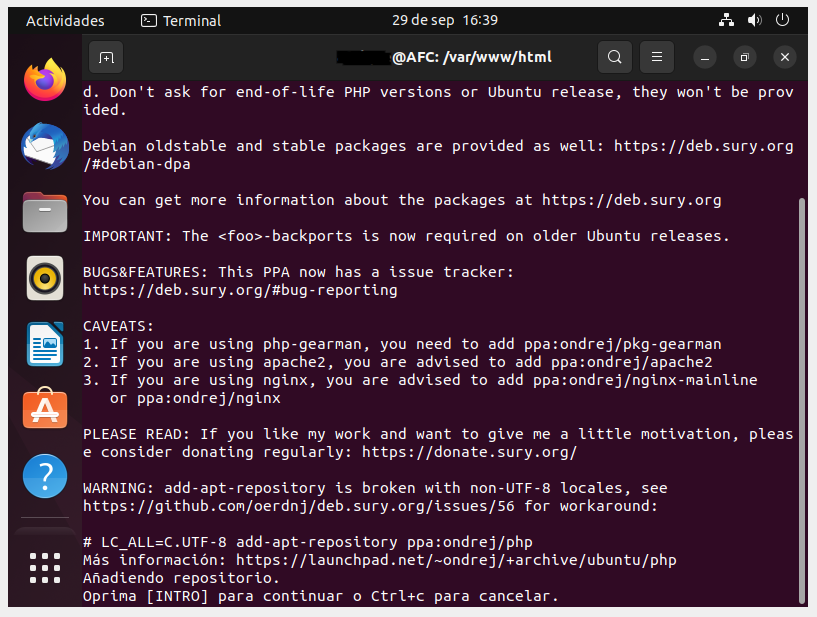 Actividades Terminal 29 de sep 16:39
@AFC: /var/www/html
d. Don't ask for end-of-life PHP versions or Ubuntu release, they won't be prov
ided.
Debian oldstable and stable packages are provided as well: https://deb.sury.org
/#debian-dpa
You can get more information about the packages at https://deb.sury.org
IMPORTANT: The <foo>-backports is now required on older Ubuntu releases.
BUGS&FEATURES: This PPA now has a issue tracker:
https://deb.sury.org/#bug-reporting
CAVEATS:
1. If you are using php-gearman, you need to add ppa:ondrej/pkg-gearman
2. If you are using apache2, you are advised to add ppa:ondrej/apache2
3. If you are using nginx, you are advised to add ppa:ondrej/nginx-mainline
or ppa:ondrej/nginx
PLEASE READ: If you like my work and want to give me a little motivation, pleas
e consider donating regularly: https://donate.sury.org/
WARNING: add-apt-repository is broken with non-UTF-8 locales, see
https://github.com/oerdnj/deb.sury.org/issues/56 for workaround:
# LC_ALL=C.UTF-8 add-apt-repository ppa:ondrej/php
Más información: https://launchpad.net/~ondrej/+archive/ubuntu/php
Añadiendo repositorio.
Oprima [INTRO] para continuar o Ctrl+c para cancelar.